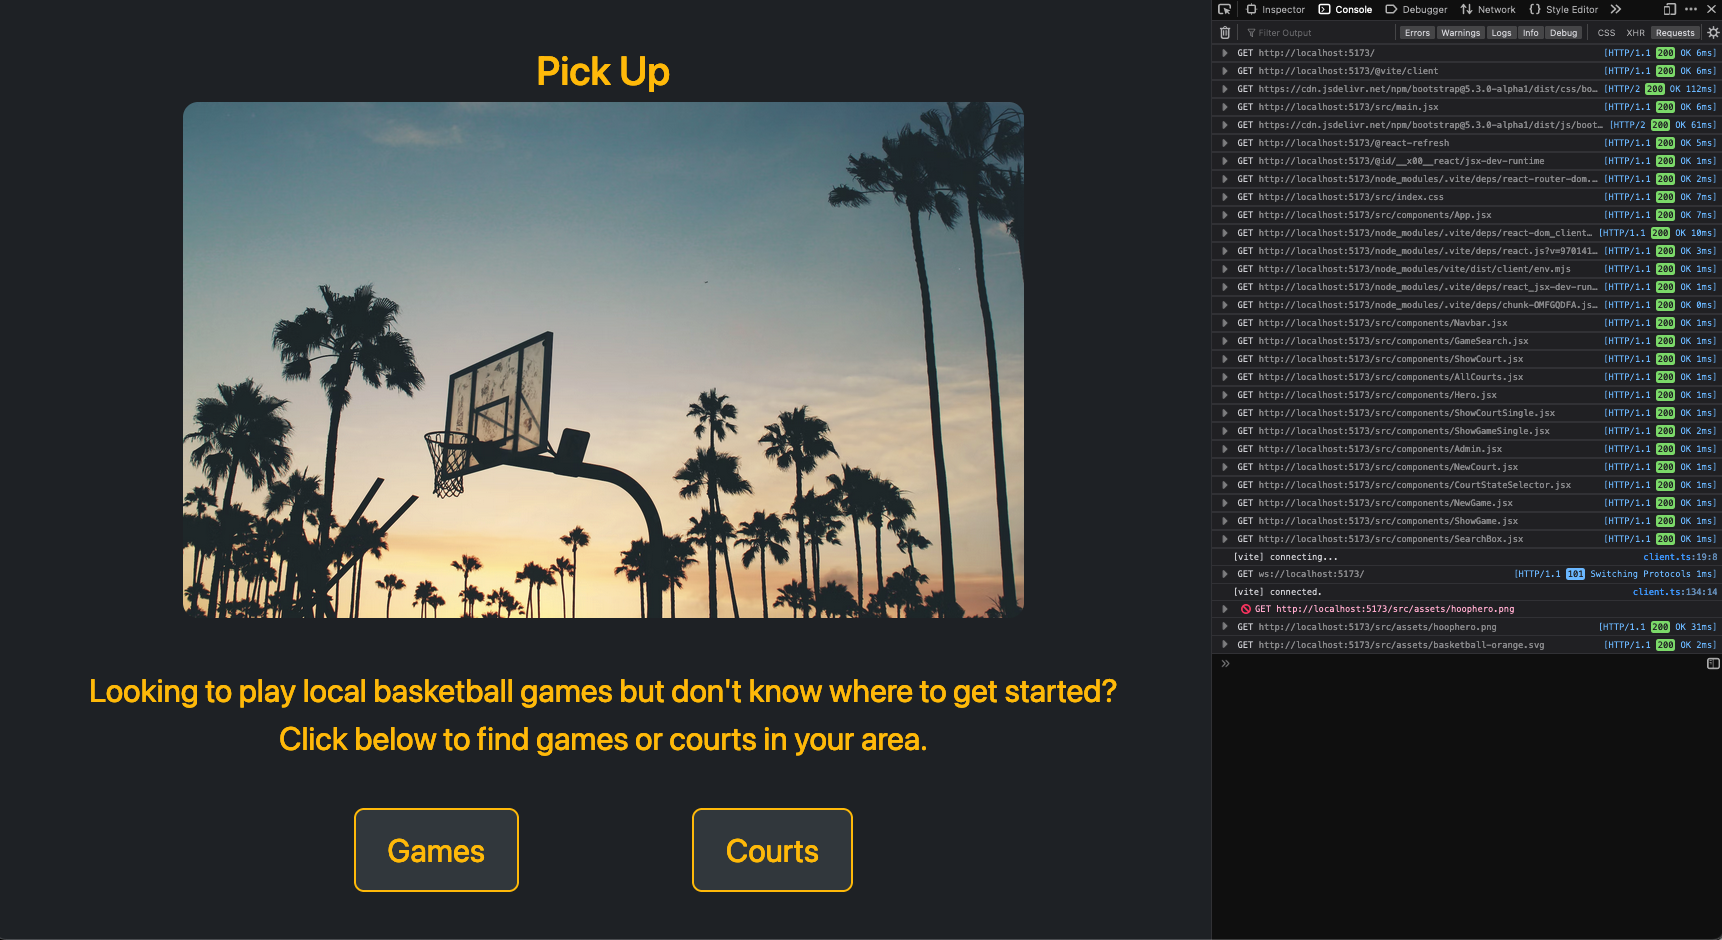 Pick Up
Looking to play local basketball games but don't know where to get started?
Click below to find games or courts in your area.
Games
Courts
Inspector Console Debugger Network Style Editor
Filter Output
Errors Warnings Logs Info Debug CSS XHR Requests
GET http://localhost:5173/ [HTTP/1.1 200 OK 6ms]
GET http://localhost:5173/@vite/client [HTTP/1.1 200 OK 6ms]
GET https://cdn.jsdelivr.net/npm/bootstrap@5.3.0-alpha1/dist/css/bo… [HTTP/2 200 OK 112ms]
GET http://localhost:5173/src/main.jsx [HTTP/1.1 200 OK 6ms]
GET https://cdn.jsdelivr.net/npm/bootstrap@5.3.0-alpha1/dist/js/boot… [HTTP/2 200 OK 61ms]
GET http://localhost:5173/@react-refresh [HTTP/1.1 200 OK 5ms]
GET http://localhost:5173/@id/__x00__react/jsx-dev-runtime [HTTP/1.1 200 OK 1ms]
GET http://localhost:5173/node_modules/.vite/deps/react-router-dom.… [HTTP/1.1 200 OK 2ms]
GET http://localhost:5173/src/index.css [HTTP/1.1 200 OK 7ms]
GET http://localhost:5173/src/components/App.jsx [HTTP/1.1 200 OK 7ms]
GET http://localhost:5173/node_modules/.vite/deps/react-dom_client… [HTTP/1.1 200 OK 10ms]
GET http://localhost:5173/node_modules/.vite/deps/react.js?v=970141… [HTTP/1.1 200 OK 3ms]
GET http://localhost:5173/node_modules/vite/dist/client/env.mjs [HTTP/1.1 200 OK 1ms]
GET http://localhost:5173/node_modules/.vite/deps/react_jsx-dev-run… [HTTP/1.1 200 OK 1ms]
GET http://localhost:5173/node_modules/.vite/deps/chunk-OMFGQDFA.js… [HTTP/1.1 200 OK 0ms]
GET http://localhost:5173/src/components/Navbar.jsx [HTTP/1.1 200 OK 1ms]
GET http://localhost:5173/src/components/GameSearch.jsx [HTTP/1.1 200 OK 1ms]
GET http://localhost:5173/src/components/ShowCourt.jsx [HTTP/1.1 200 OK 1ms]
GET http://localhost:5173/src/components/AllCourts.jsx [HTTP/1.1 200 OK 1ms]
GET http://localhost:5173/src/components/Hero.jsx [HTTP/1.1 200 OK 1ms]
GET http://localhost:5173/src/components/ShowCourtSingle.jsx [HTTP/1.1 200 OK 1ms]
GET http://localhost:5173/src/components/ShowGameSingle.jsx [HTTP/1.1 200 OK 2ms]
GET http://localhost:5173/src/components/Admin.jsx [HTTP/1.1 200 OK 1ms]
GET http://localhost:5173/src/components/NewCourt.jsx [HTTP/1.1 200 OK 1ms]
GET http://localhost:5173/src/components/CourtStateSelector.jsx [HTTP/1.1 200 OK 1ms]
GET http://localhost:5173/src/components/NewGame.jsx [HTTP/1.1 200 OK 1ms]
GET http://localhost:5173/src/components/ShowGame.jsx [HTTP/1.1 200 OK 1ms]
GET http://localhost:5173/src/components/SearchBox.jsx [HTTP/1.1 200 OK 1ms]
[vite] connecting... client.ts:19:8
GET ws://localhost:5173/ [HTTP/1.1 101 Switching Protocols 1ms]
[vite] connected. client.ts:134:14
GET http://localhost:5173/src/assets/hoophero.png
GET http://localhost:5173/src/assets/hoophero.png [HTTP/1.1 200 OK 31ms]
GET http://localhost:5173/src/assets/basketball-orange.svg [HTTP/1.1 200 OK 2ms]